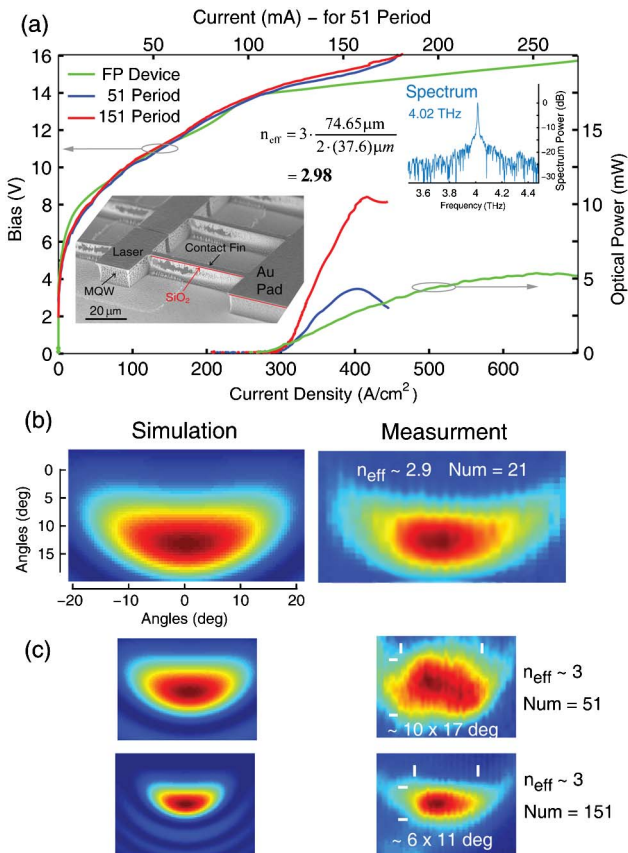 (a)
Current (mA) – for 51 Period
50 100 150 200 250
16
14
12
10
8
6
4
2
0
Bias (V)
FP Device
51 Period
151 Period
n_eff = 3 · 74.65 μm / 2 · (37.6) μm
= 2.98
Spectrum
4.02 THz
0
−10
−20
−30
Spectrum Power (dB)
3.6 3.8 4 4.2 4.4
Frequency (THz)
Laser
Contact Fin
Au
Pad
MQW
SiO₂
20 μm
15
10
5
0
Optical Power (mW)
0 100 200 300 400 500 600
Current Density (A/cm²)
(b)
Simulation
Measurment
0
5
10
15
Angles (deg)
−20 −10 0 10 20
Angles (deg)
n_eff ~ 2.9 Num = 21
(c)
~ 10 x 17 deg
n_eff ~ 3
Num = 51
~ 6 x 11 deg
n_eff ~ 3
Num = 151